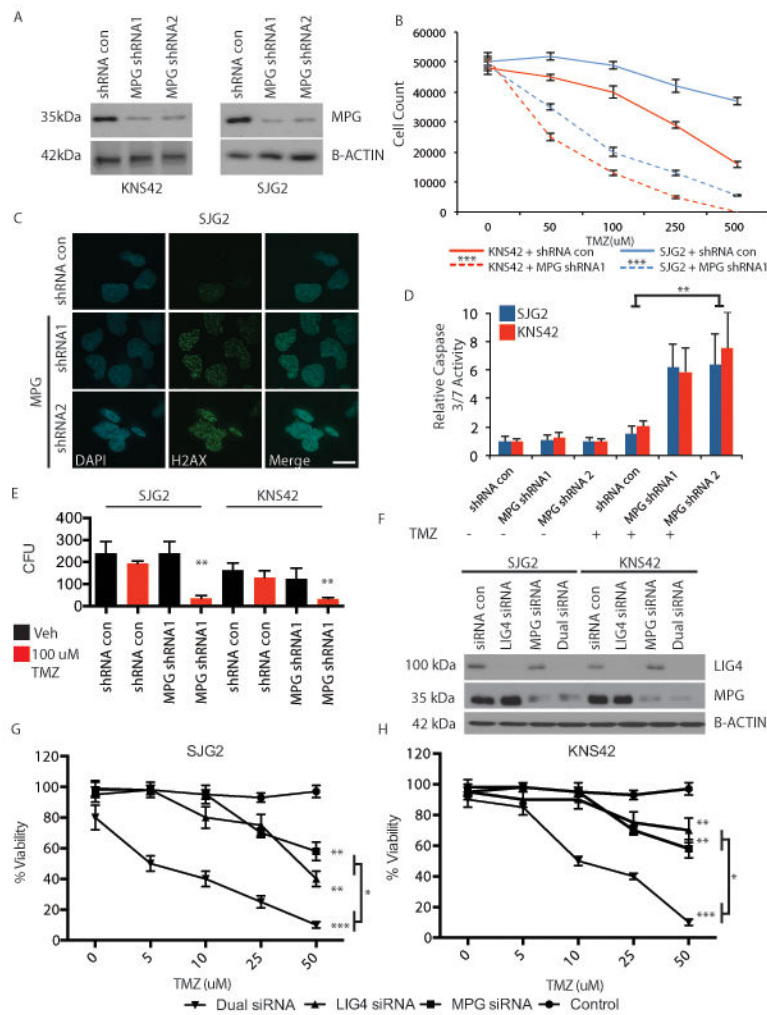 A
shRNA con
MPG shRNA1
MPG shRNA2
shRNA con
MPG shRNA1
MPG shRNA2
35kDa
MPG
42kDa
B-ACTIN
KNS42
SJG2
B
Cell Count
60000
50000
40000
30000
20000
10000
0
0 50 100 250 500
TMZ(uM)
KNS42 + shRNA con
SJG2 + shRNA con
*** ***
KNS42 + MPG shRNA1
SJG2 + MPG shRNA1
C
SJG2
shRNA con
MPG
shRNA1
shRNA2
DAPI
H2AX
Merge
D
**
SJG2
KNS42
Relative Caspase
3/7 Activity
10
8
6
4
2
0
shRNA con
MPG shRNA1
MPG shRNA 2
shRNA con
MPG shRNA1
MPG shRNA 2
TMZ - - - + + +
E
SJG2 KNS42
CFU
400
300
200
100
0
** **
shRNA con
shRNA con
MPG shRNA1
MPG shRNA1
shRNA con
shRNA con
MPG shRNA1
MPG shRNA1
Veh
100 uM
TMZ
F
SJG2 KNS42
siRNA con
LIG4 siRNA
MPG siRNA
Dual siRNA
siRNA con
LIG4 siRNA
MPG siRNA
Dual siRNA
100 kDa
LIG4
35 kDa
MPG
42 kDa
B-ACTIN
G
SJG2
% Viability
120
100
80
60
40
20
0
**
**
***
*
0 5 10 25 50
TMZ (uM)
H
KNS42
% Viability
120
100
80
60
40
20
0
**
**
***
*
0 5 10 25 50
TMZ (uM)
Dual siRNA LIG4 siRNA MPG siRNA Control